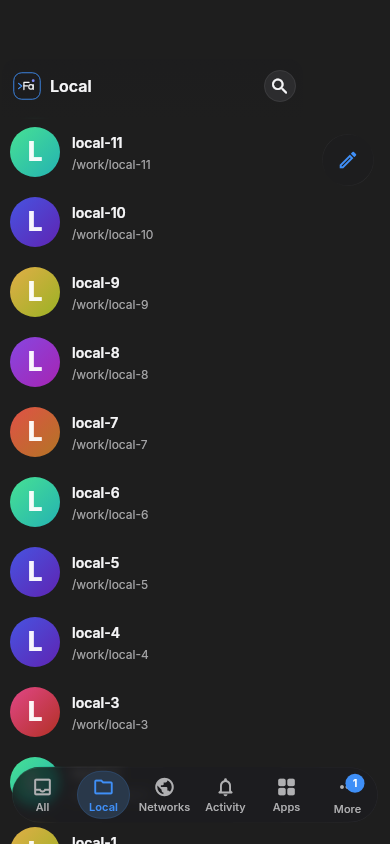 >Fa
Local
L
local-11
/work/local-11
L
local-10
/work/local-10
L
local-9
/work/local-9
L
local-8
/work/local-8
L
local-7
/work/local-7
L
local-6
/work/local-6
L
local-5
/work/local-5
L
local-4
/work/local-4
L
local-3
/work/local-3
1
All
Local
Networks
Activity
Apps
More
L
local-1